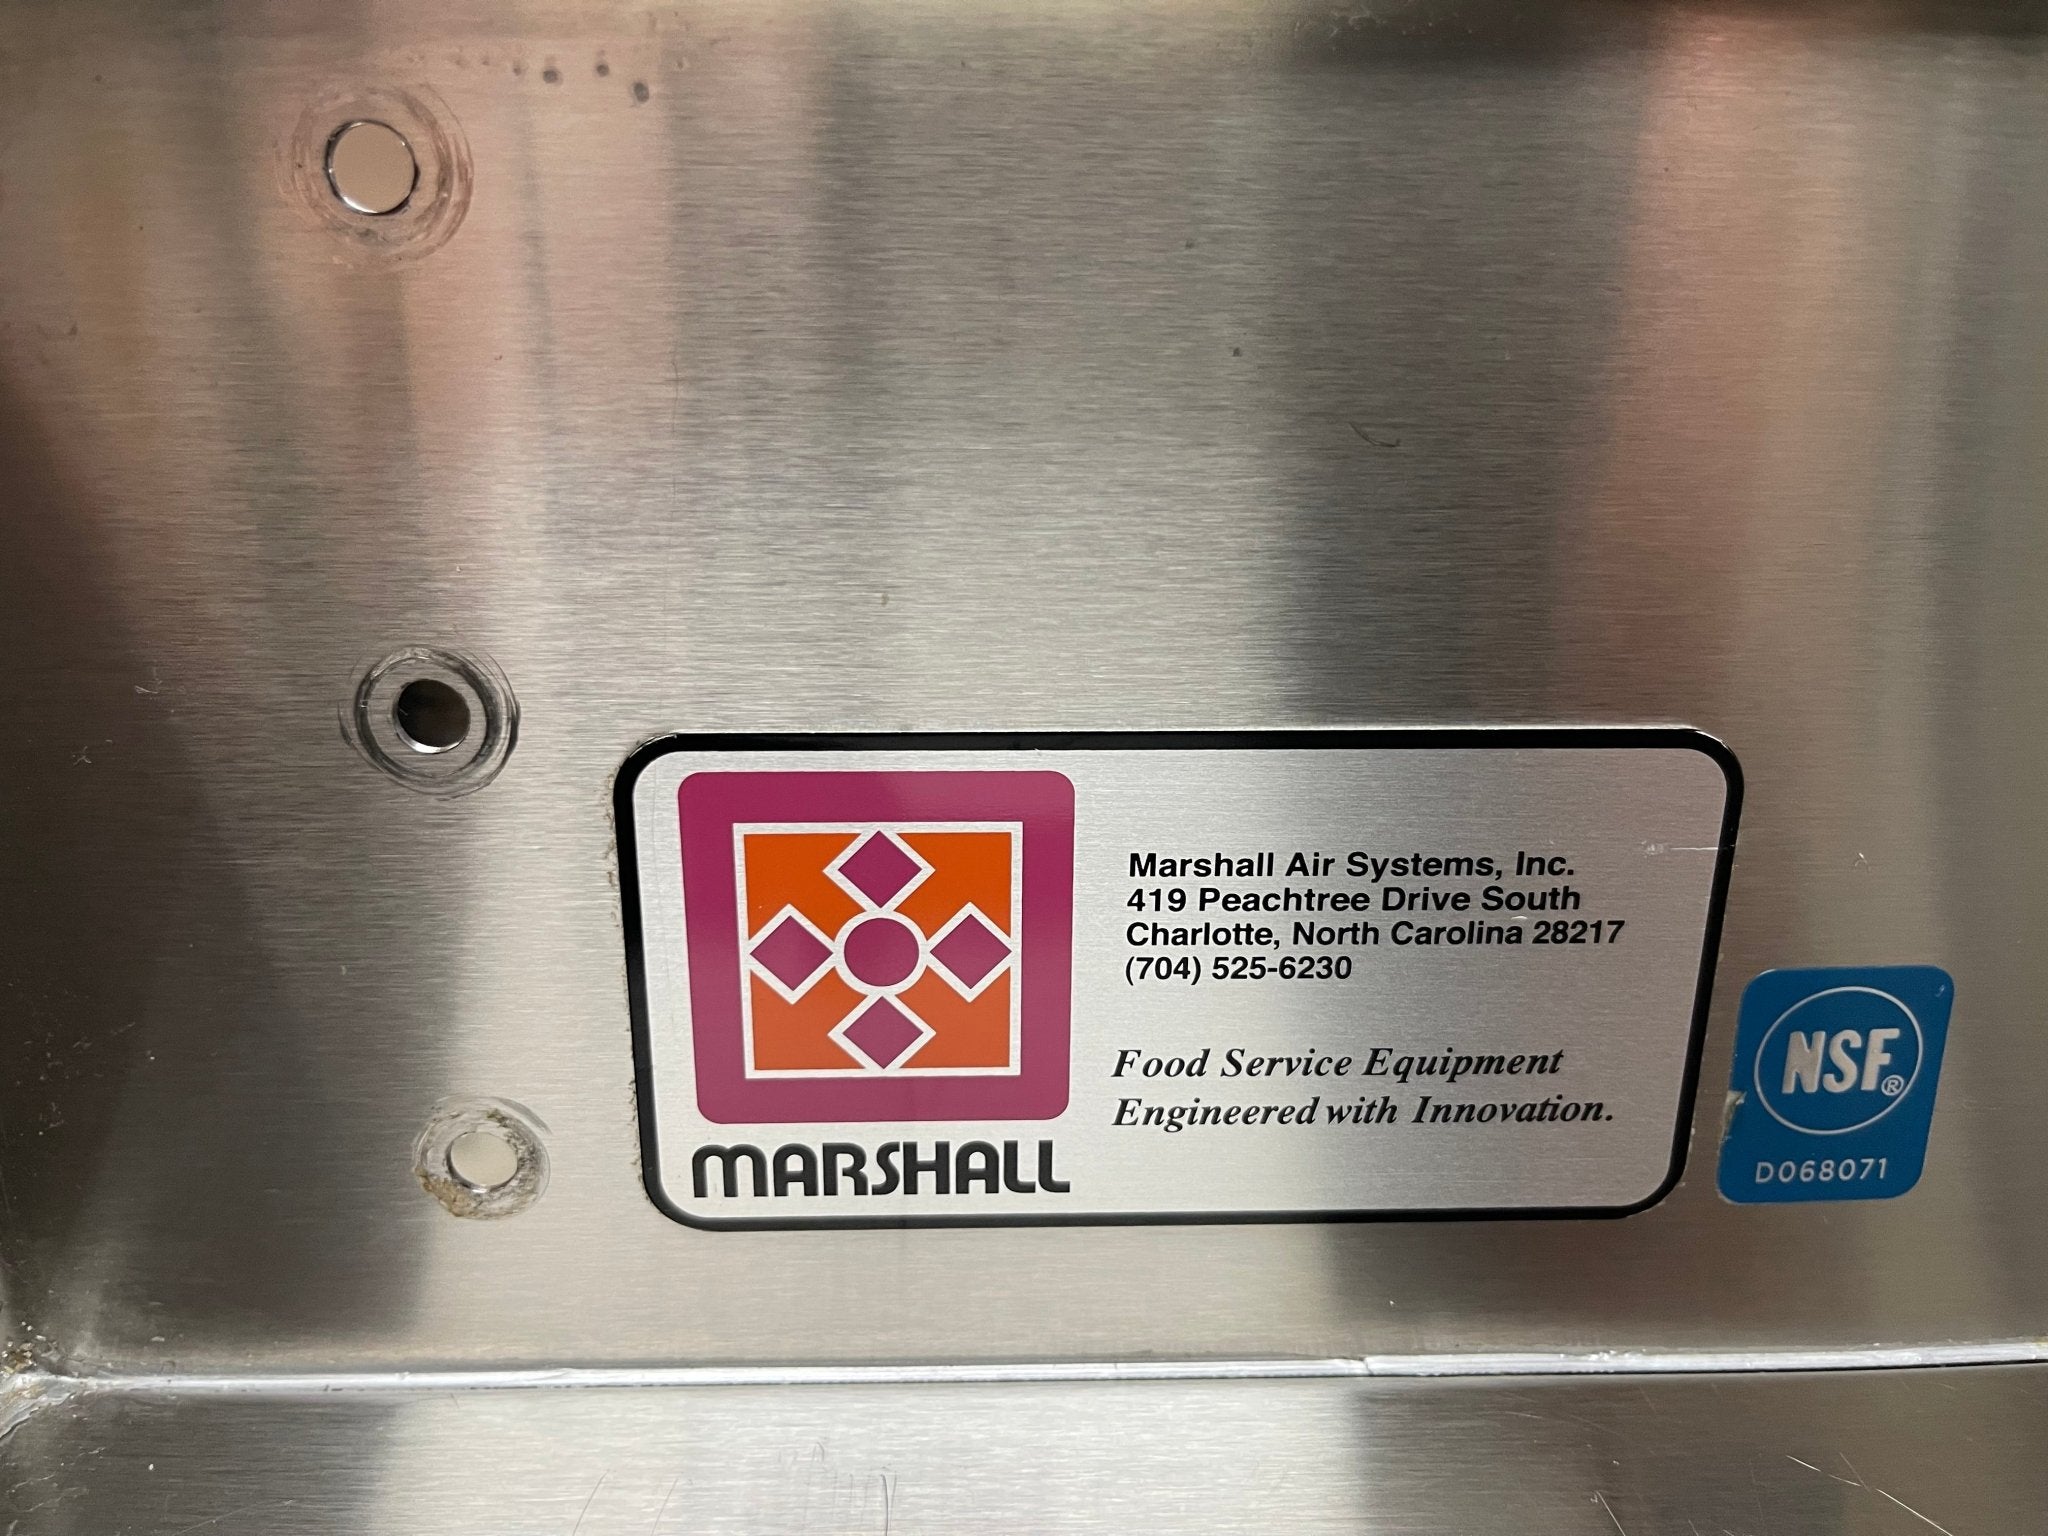 Marshall Air Systems, Inc.
419 Peachtree Drive South
Charlotte, North Carolina 28217
(704) 525-6230
Food Service Equipment
Engineered with Innovation.
MARSHALL
NSF®
D068071